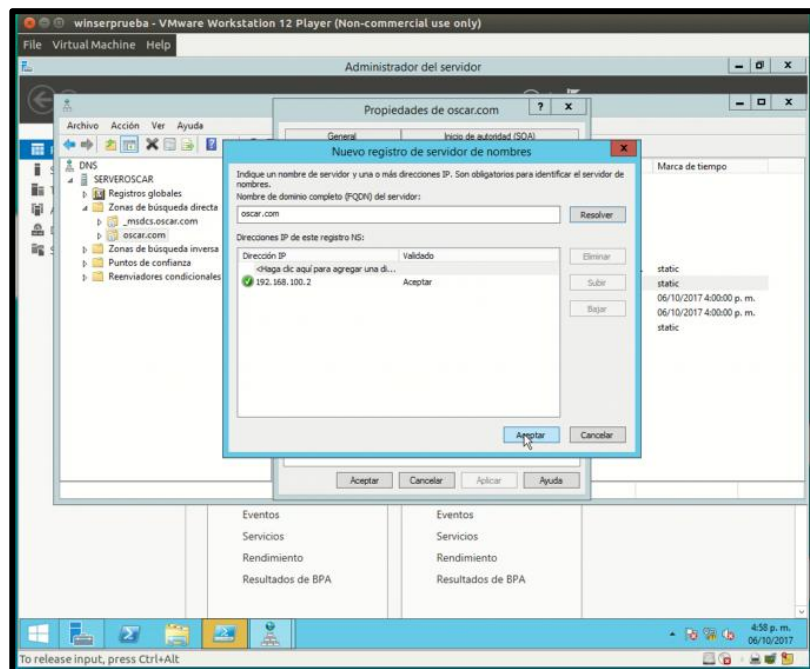 winserprueba - VMware Workstation 12 Player (Non-commercial use only)
File Virtual Machine Help
Administrador del servidor
Propiedades de oscar.com
Archivo Acción Ver Ayuda
General
Inicio de autoridad (SOA)
Nuevo registro de servidor de nombres
DNS
SERVEROSCAR
Registros globales
Zonas de búsqueda directa
_msdcs.oscar.com
oscar.com
Zonas de búsqueda inversa
Puntos de confianza
Reenviadores condicionales
Indique un nombre de servidor y una o más direcciones IP. Son obligatorios para identificar el servidor de
nombres.
Nombre de dominio completo (FQDN) del servidor:
oscar.com
Resolver
Direcciones IP de este registro NS:
Dirección IP Validado
<Haga clic aquí para agregar una di...
192.168.100.2 Aceptar
Eliminar
Subir
Bajar
Aceptar
Cancelar
Marca de tiempo
static
static
06/10/2017 4:00:00 p. m.
06/10/2017 4:00:00 p. m.
static
Aceptar
Cancelar
Aplicar
Ayuda
Eventos
Servicios
Rendimiento
Resultados de BPA
Eventos
Servicios
Rendimiento
Resultados de BPA
4:58 p. m.
06/10/2017
To release input, press Ctrl+Alt